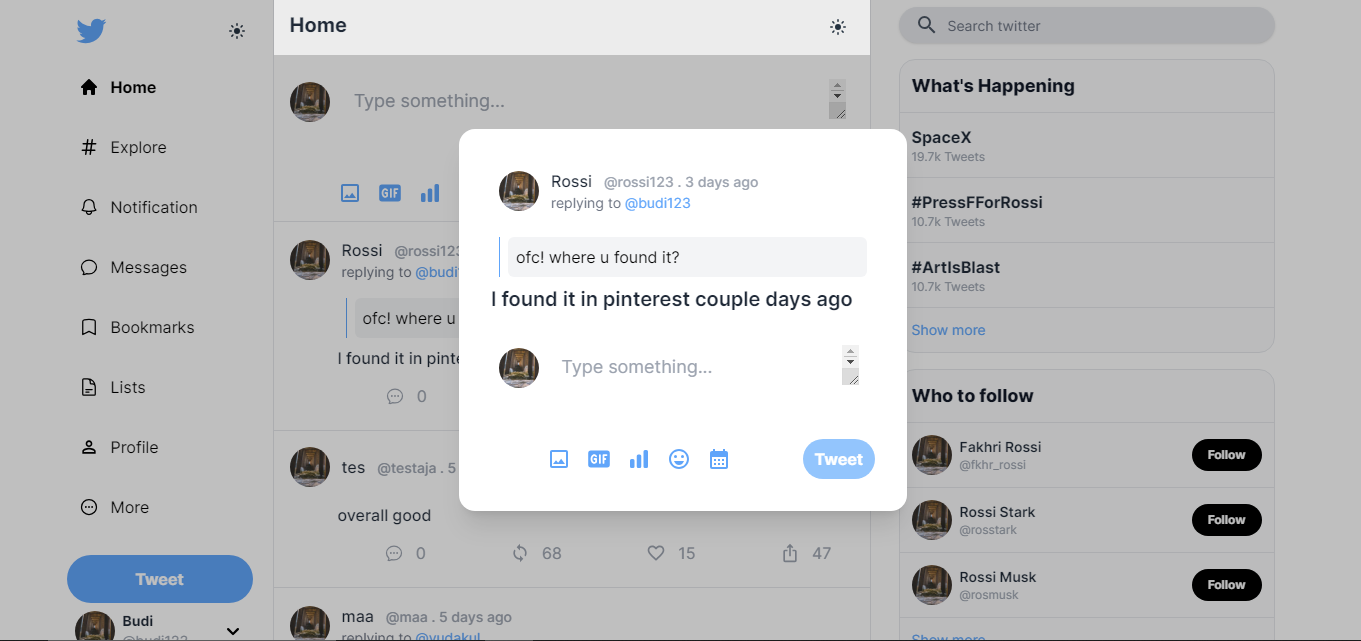 Home
Explore
Notification
Messages
Bookmarks
Lists
Profile
More
Tweet
Budi
@budi123
Home
Type something...
GIF
Rossi @rossi123
replying to @budi
ofc! where u
I found it in pint
0
tes @testaja . 5
overall good
0 68 15 47
maa @maa . 5 days ago
replying to @yudakul
Rossi @rossi123 . 3 days ago
replying to @budi123
ofc! where u found it?
I found it in pinterest couple days ago
Type something...
GIF
Tweet
Search twitter
What's Happening
SpaceX
19.7k Tweets
#PressFForRossi
10.7k Tweets
#ArtIsBlast
10.7k Tweets
Show more
Who to follow
Fakhri Rossi
@fkhr_rossi
Follow
Rossi Stark
@rosstark
Follow
Rossi Musk
@rosmusk
Follow
Show more